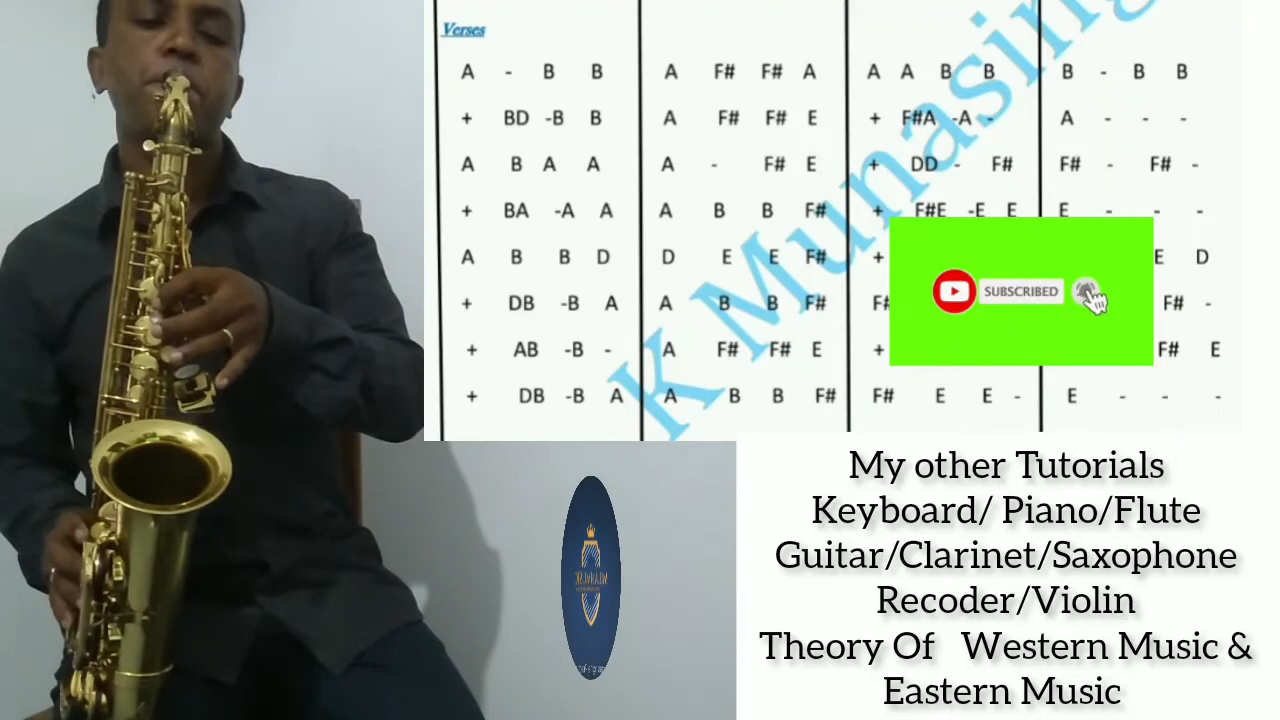 Verses
A - B B A F# F# A A A B B B - B B
+ BD -B B A F# F# E + F#A -A - A - - -
A B A A A - F# E + DD - F# F# - F# -
+ BA -A A A B B F# + F#E -E E E - - -
A B B D D E E F# + E D
+ DB -B A A B B F# F# F# -
+ AB -B - A F# F# E + F# E
+ DB -B A A B B F# F# E E - E - - -
K Munasing
SUBSCRIBED
My other Tutorials
Keyboard/ Piano/Flute
Guitar/Clarinet/Saxophone
Recoder/Violin
Theory Of Western Music &
Eastern Music